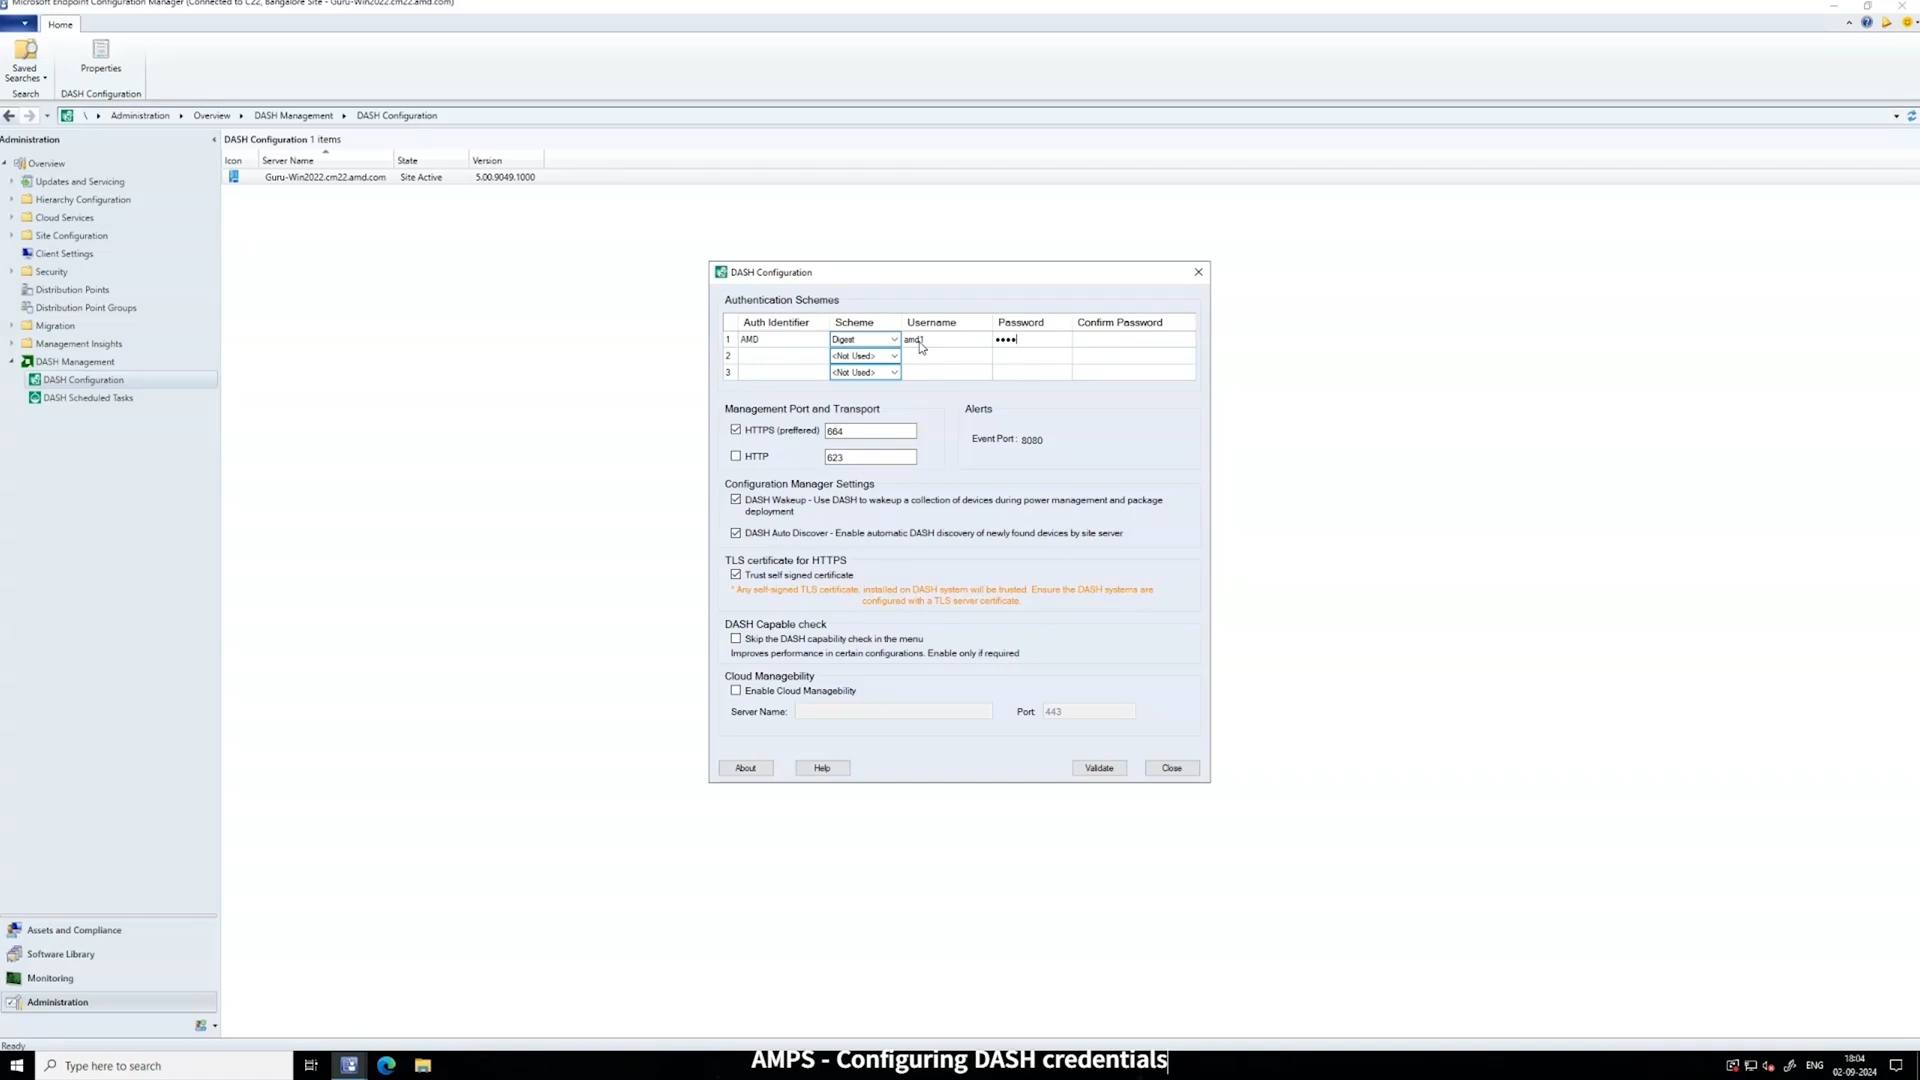 Microsoft Endpoint Configuration Manager (Connected to C22, Bangalore Site - Guru-Win2022.cm22.amd.com)
Home
Saved Searches
Properties
Search
DASH Configuration
\ Administration Overview DASH Management DASH Configuration
Administration
Overview
Updates and Servicing
Hierarchy Configuration
Cloud Services
Site Configuration
Client Settings
Security
Distribution Points
Distribution Point Groups
Migration
Management Insights
DASH Management
DASH Configuration
DASH Scheduled Tasks
DASH Configuration 1 items
Icon Server Name State Version
Guru-Win2022.cm22.amd.com Site Active 5.00.9049.1000
DASH Configuration
Authentication Schemes
Auth Identifier Scheme Username Password Confirm Password
1 AMD Digest amd1 ●●●●
2 <Not Used>
3 <Not Used>
Management Port and Transport
HTTPS (preffered) 664
HTTP 623
Alerts
Event Port : 8080
Configuration Manager Settings
DASH Wakeup - Use DASH to wakeup a collection of devices during power management and package
deployment
DASH Auto Discover - Enable automatic DASH discovery of newly found devices by site server
TLS certificate for HTTPS
Trust self signed certificate
* Any self-signed TLS certificate, installed on DASH system will be trusted. Ensure the DASH systems are
configured with a TLS server certificate.
DASH Capable check
Skip the DASH capability check in the menu
Improves performance in certain configurations. Enable only if required
Cloud Managebility
Enable Cloud Managebility
Server Name: Port 443
About Help Validate Close
Assets and Compliance
Software Library
Monitoring
Administration
Ready
Type here to search
AMPS - Configuring DASH credentials
ENG
18:04
02-09-2024